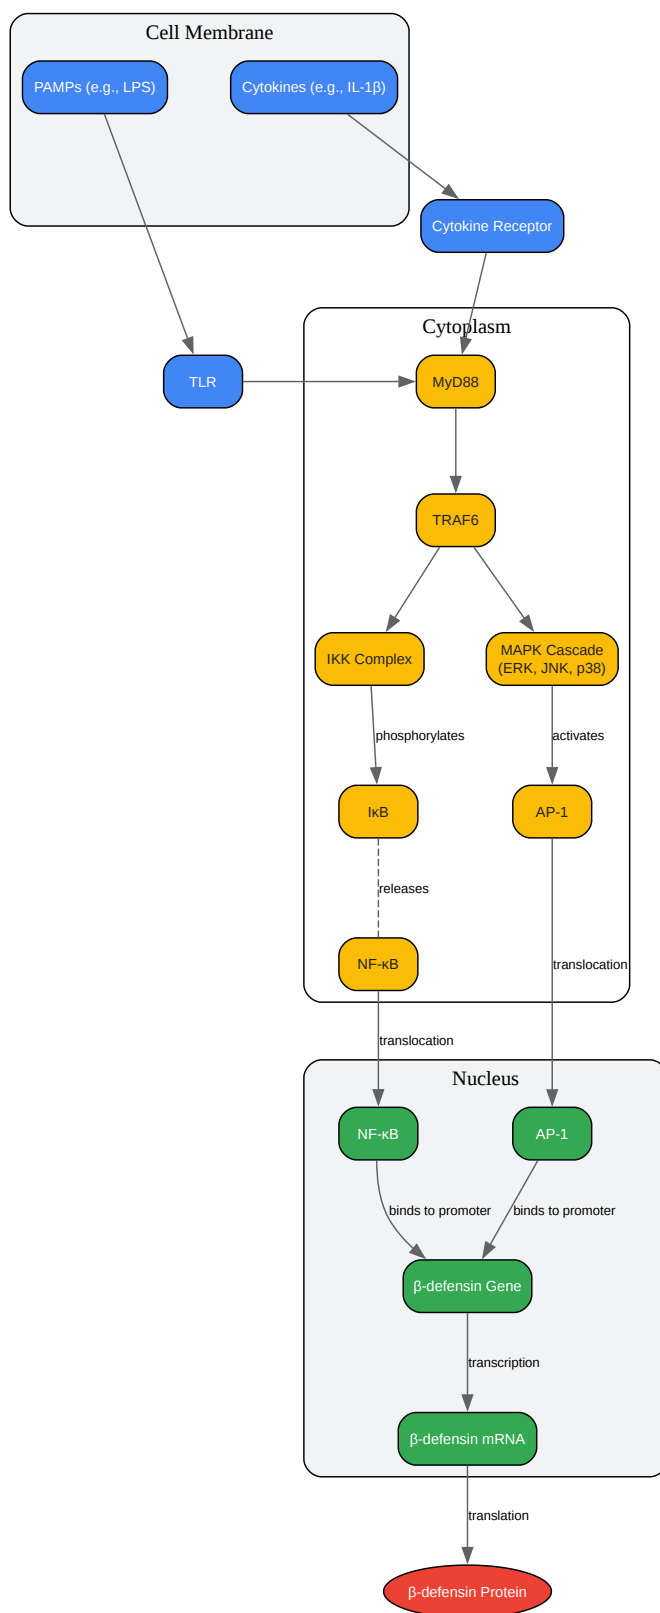 Cell Membrane
PAMPs (e.g., LPS)
Cytokines (e.g., IL-1β)
Cytokine Receptor
Cytoplasm
TLR
MyD88
TRAF6
IKK Complex
MAPK Cascade
(ERK, JNK, p38)
phosphorylates
activates
IκB
AP-1
releases
NF-κB
translocation
translocation
Nucleus
NF-κB
AP-1
binds to promoter
binds to promoter
β-defensin Gene
transcription
β-defensin mRNA
translation
β-defensin Protein